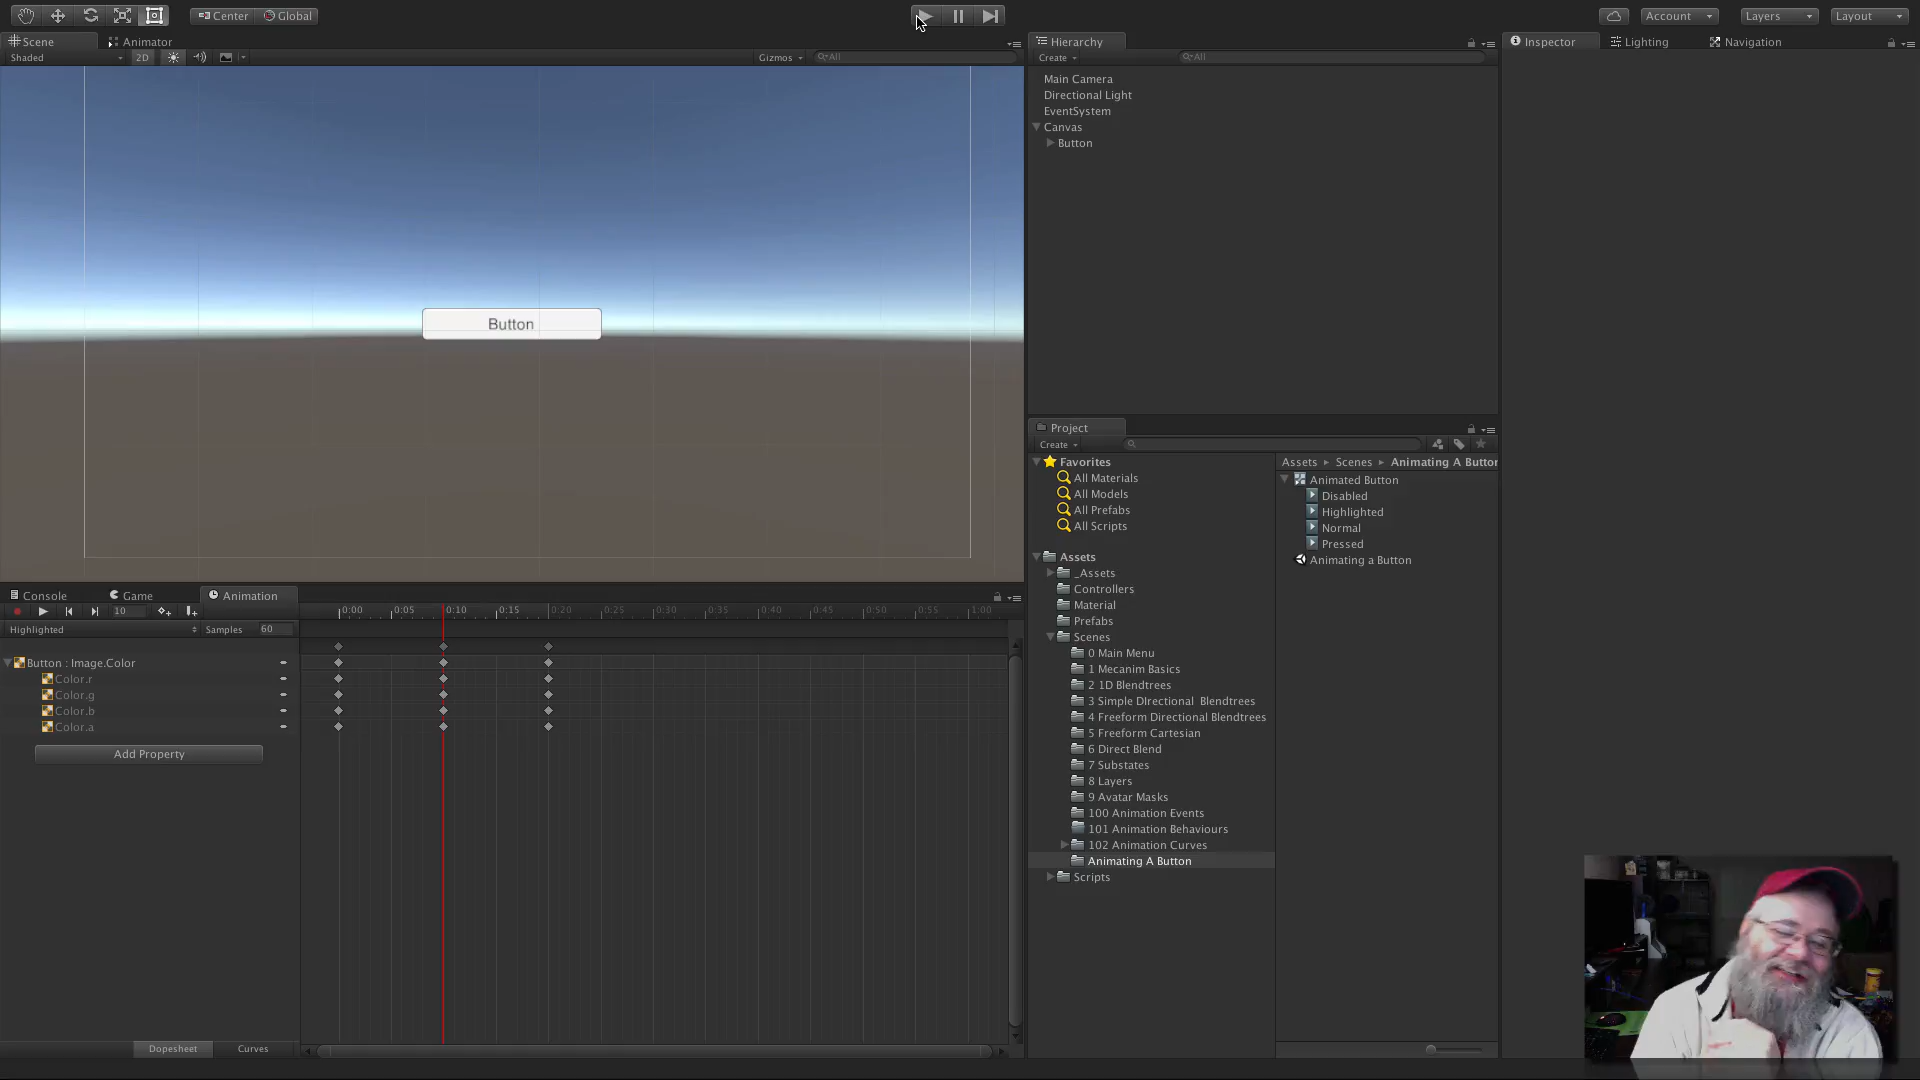 Center Global Account Layers Layout
Scene Animator
Shaded 2D Gizmos All
Hierarchy
Create All
Main Camera
Directional Light
EventSystem
Canvas
Button
Inspector Lighting Navigation
Button
Project
Create
Favorites
All Materials
All Models
All Prefabs
All Scripts
Assets
_Assets
Controllers
Material
Prefabs
Scenes
0 Main Menu
1 Mecanim Basics
2 1D Blendtrees
3 Simple DIrectional Blendtrees
4 Freeform Directional Blendtrees
5 Freeform Cartesian
6 Direct Blend
7 Substates
8 Layers
9 Avatar Masks
100 Animation Events
101 Animation Behaviours
102 Animation Curves
Animating A Button
Scripts
Assets Scenes Animating A Button
Animated Button
Disabled
Highlighted
Normal
Pressed
Animating a Button
Console Game Animation
10 0:00 0:05 0:10 0:15 0:20 0:25 0:30 0:35 0:40 0:45 0:50 0:55 1:00
Highlighted Samples 60
Button : Image.Color
Color.r
Color.g
Color.b
Color.a
Add Property
Dopesheet Curves